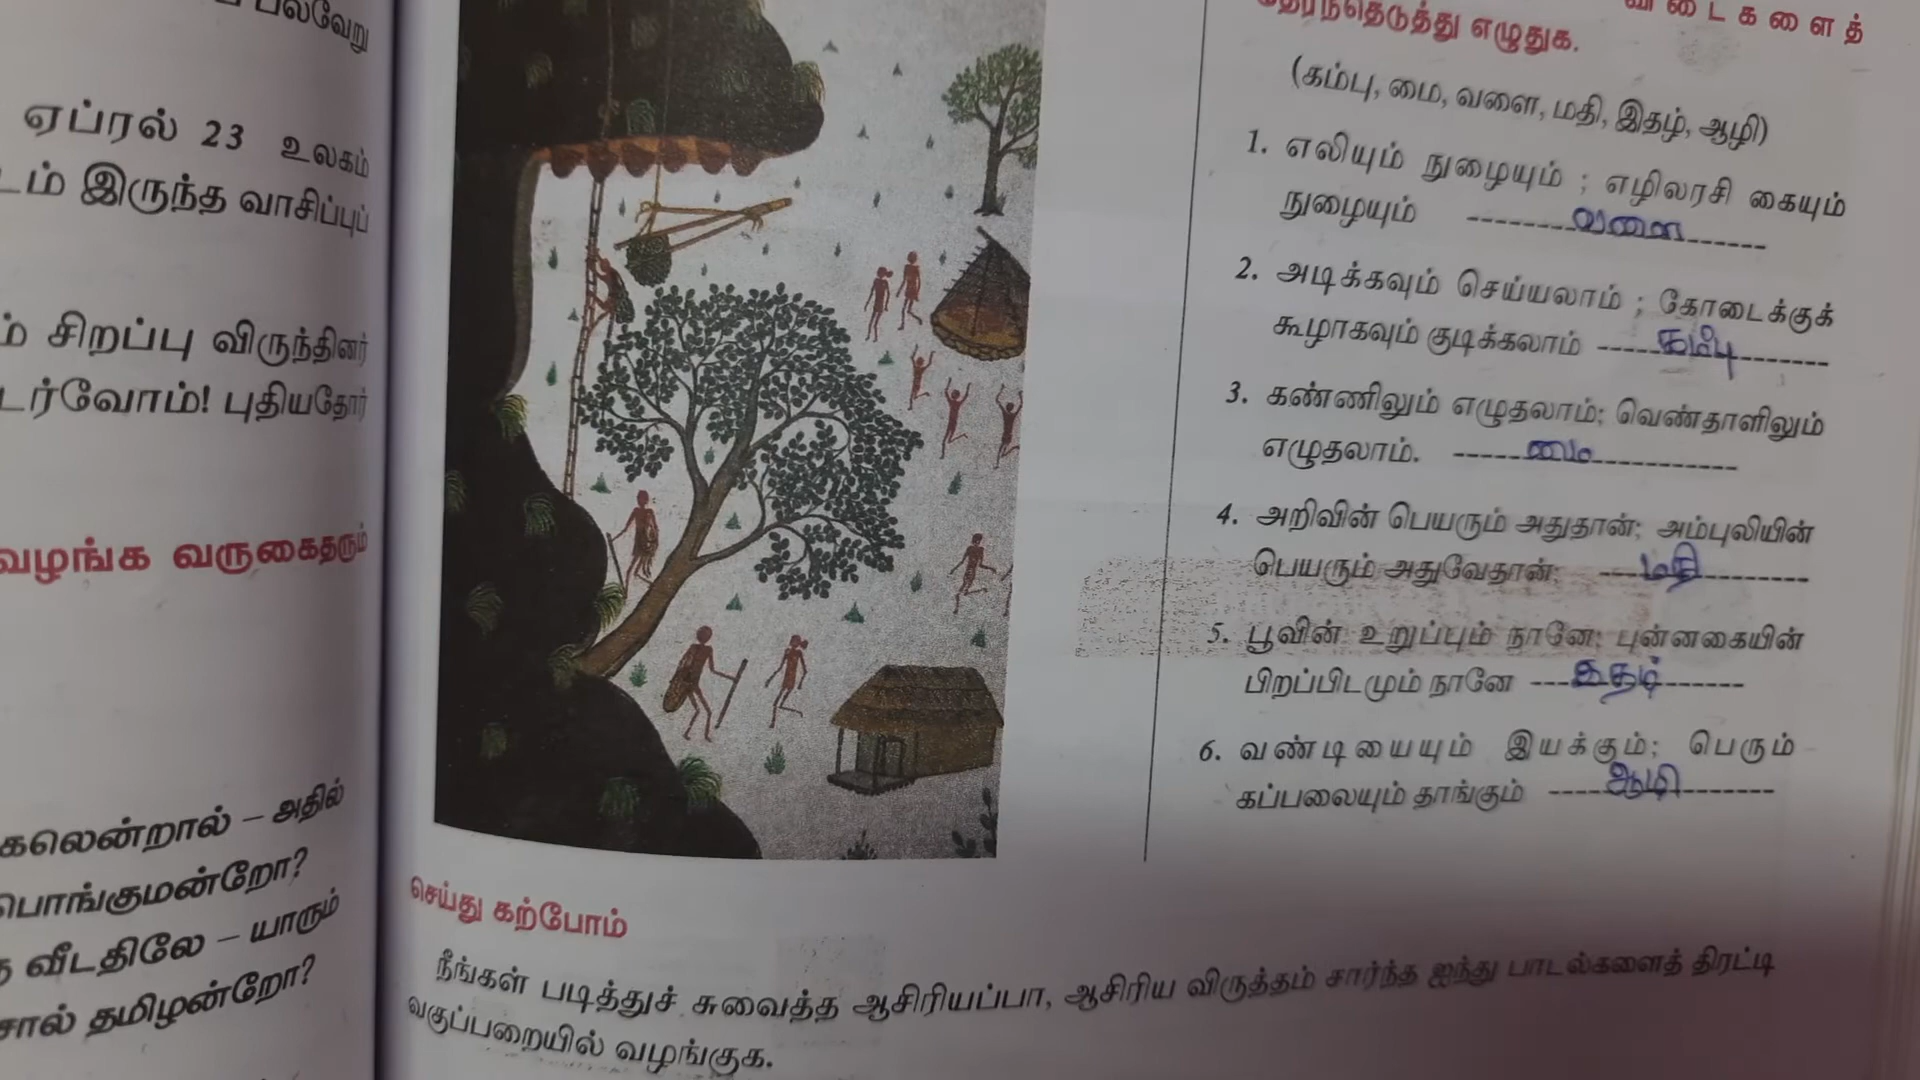 பல்வேறு
ஏப்ரல் 23 உலகம்
டம் இருந்த வாசிப்புப்
ம் சிறப்பு விருந்தினர்
டர்வோம்! புதியதோர்
வழங்க வருகைதரும்
கலென்றால் – அதில்
பொங்குமன்றோ?
வீடதிலே – யாரும்
சால் தமிழன்றோ?
செய்து கற்போம்
நீங்கள் படித்துச் சுவைத்த ஆசிரியப்பா, ஆசிரிய விருத்தம் சார்ந்த ஐந்து பாடல்களைத் திரட்டி
வகுப்பறையில் வழங்குக.
விடைகளைத்
தேர்ந்தெடுத்து எழுதுக.
(கம்பு, மை, வளை, மதி, இதழ், ஆழி)
1. எலியும் நுழையும் ; எழிலரசி கையும்
நுழையும் வளை
2. அடிக்கவும் செய்யலாம் ; கோடைக்குக்
கூழாகவும் குடிக்கலாம் கம்பு
3. கண்ணிலும் எழுதலாம்; வெண்தாளிலும்
எழுதலாம். மை
4. அறிவின் பெயரும் அதுதான்; அம்புலியின்
பெயரும் அதுவேதான்; மதி
5. பூவின் உறுப்பும் நானே; புன்னகையின்
பிறப்பிடமும் நானே இதழ்
6. வண்டியையும் இயக்கும்; பெரும்
கப்பலையும் தாங்கும் ஆழி